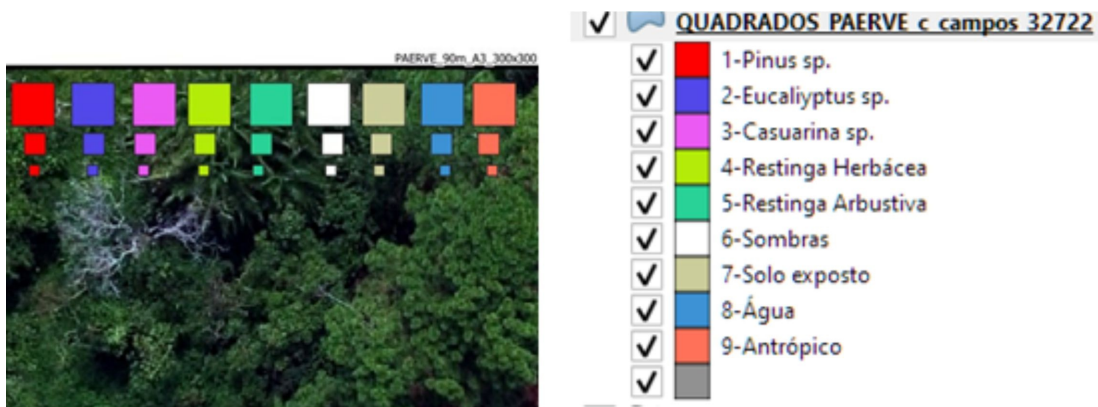 PAERVE_90m_A3_300x300
QUADRADOS PAERVE c campos 32722
1-Pinus sp.
2-Eucaliyptus sp.
3-Casuarina sp.
4-Restinga Herbácea
5-Restinga Arbustiva
6-Sombras
7-Solo exposto
8-Água
9-Antrópico